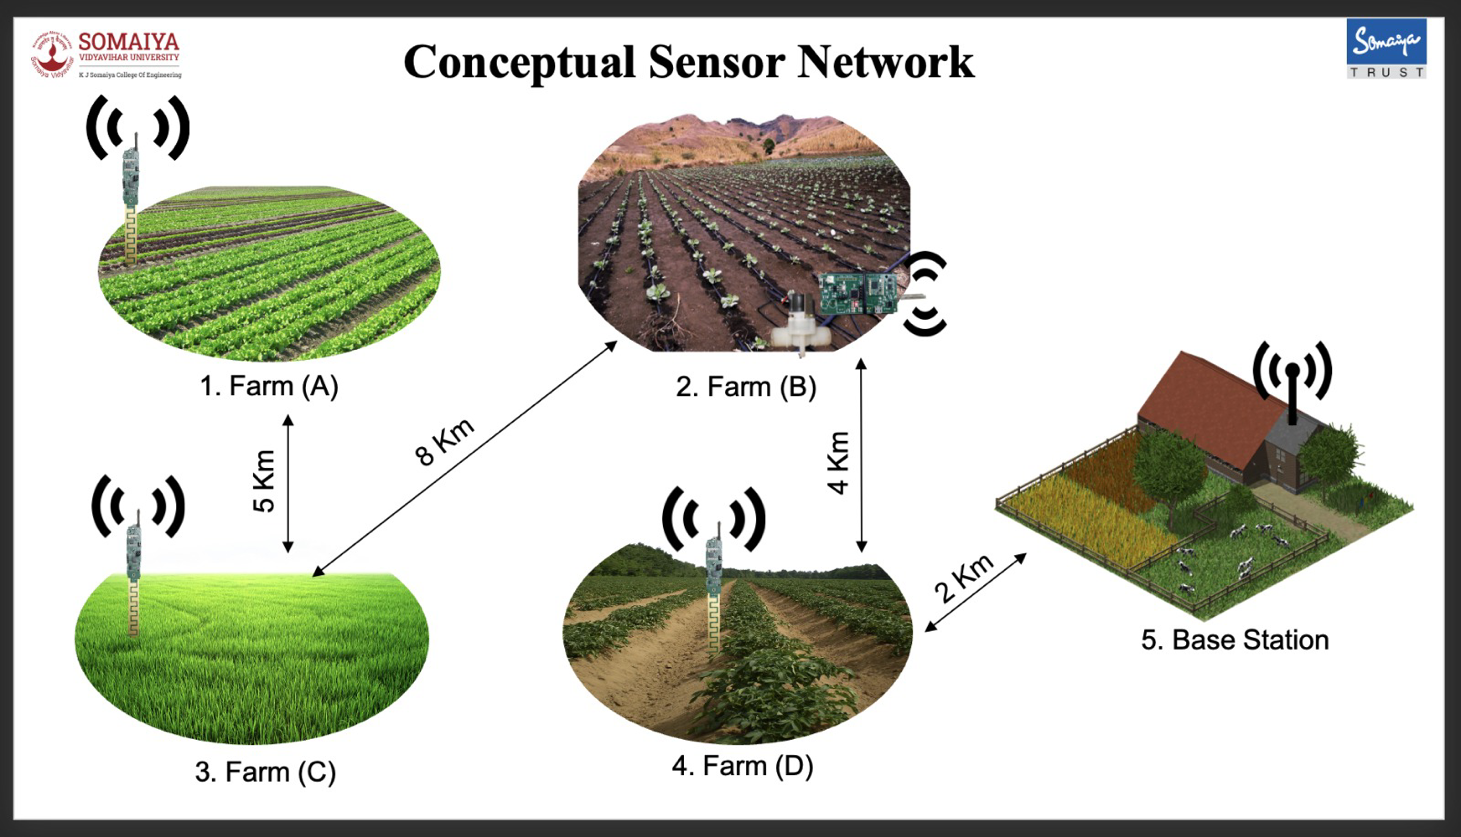 SOMAIYA
VIDYAVIHAR UNIVERSITY
K J Somaiya College Of Engineering
Conceptual Sensor Network
Somaiya
TRUST
1. Farm (A)
2. Farm (B)
5 Km
8 Km
4 Km
2 Km
5. Base Station
3. Farm (C)
4. Farm (D)